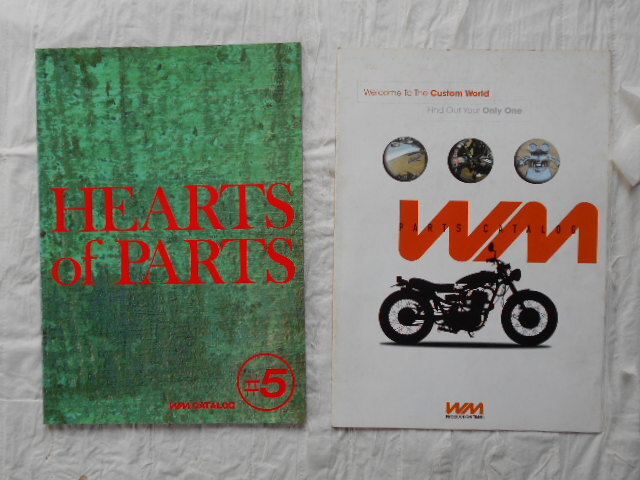 HEARTS
of PARTS
#5
WM CATALOG
Welcome To The Custom World
Find Out Your Only One
WM
PARTS CATALOG
WM